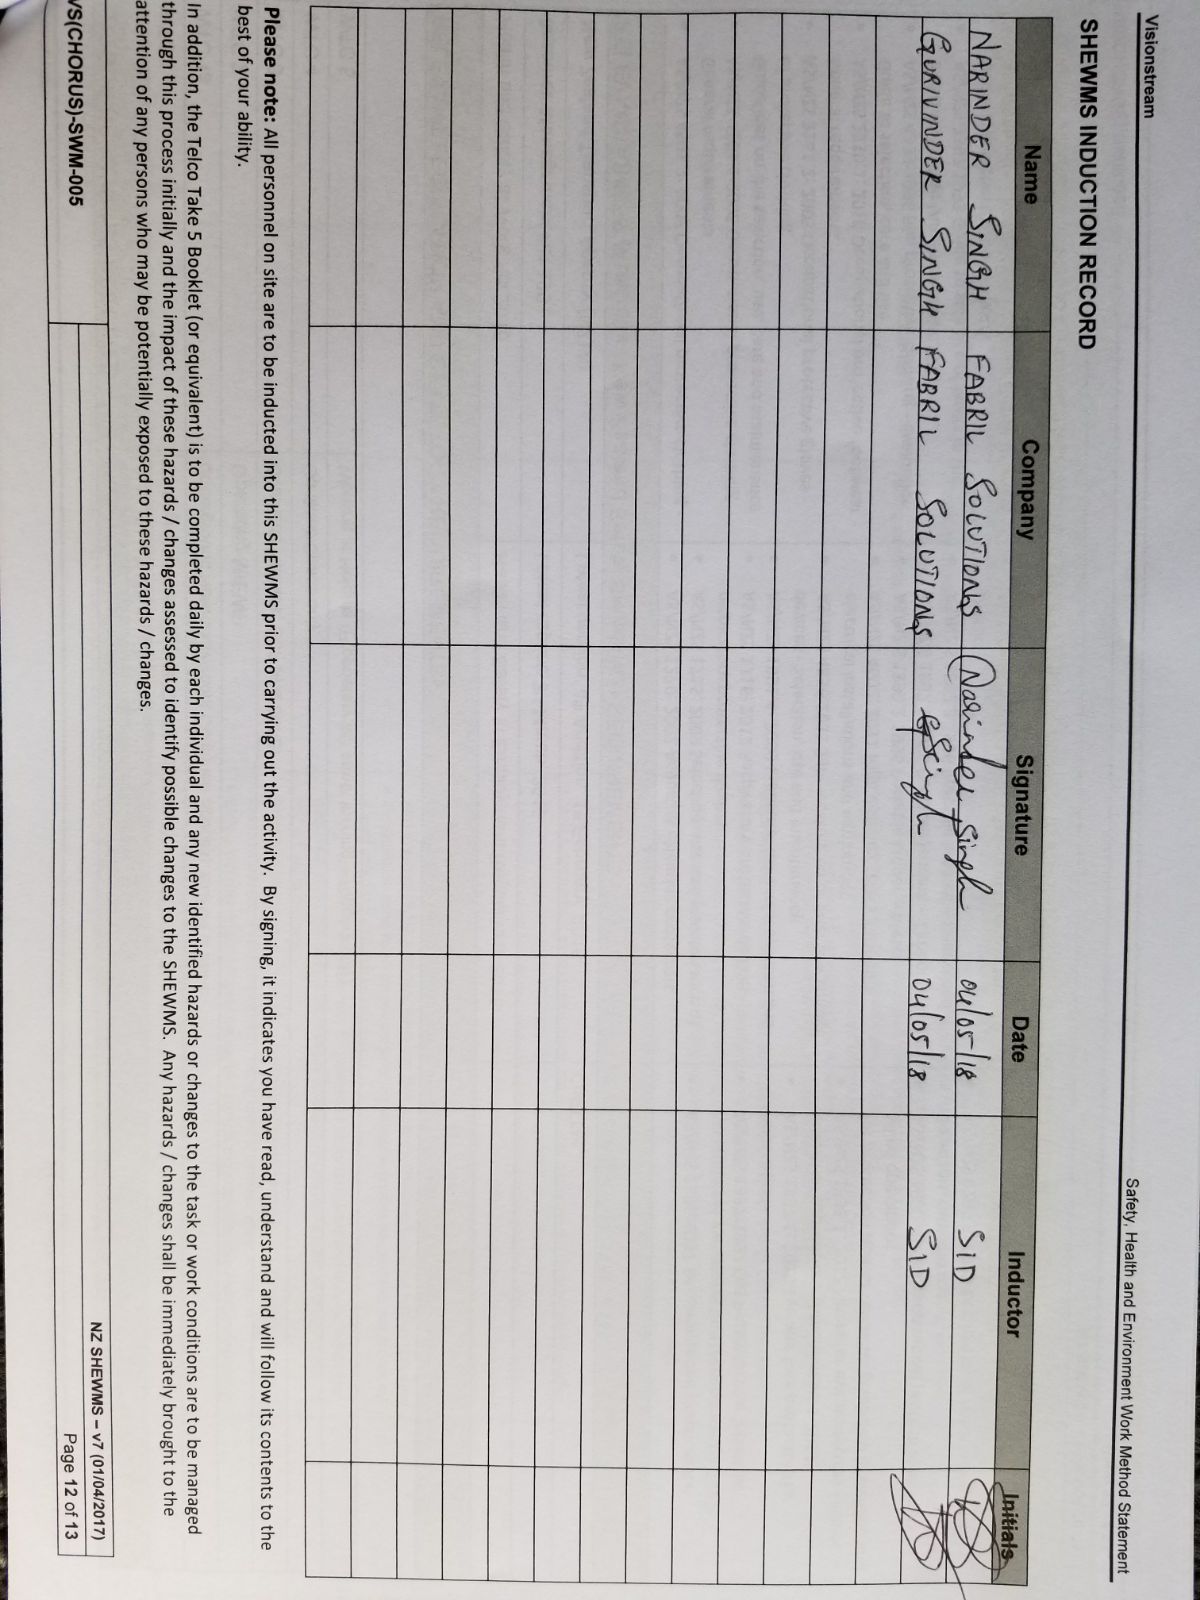 Visionstream
Safety, Health and Environment Work Method Statement
SHEWMS INDUCTION RECORD
Name Company Signature Date Inductor Initials
NARINDER SINGH FABRIL SOLUTIONS Narinder Singh 04/05/18 SID
GURIVINDER SINGH FABRIL SOLUTIONS GSingh 04/05/18 SID
Please note: All personnel on site are to be inducted into this SHEWMS prior to carrying out the activity. By signing, it indicates you have read, understand and will follow its contents to the
best of your ability.
In addition, the Telco Take 5 Booklet (or equivalent) is to be completed daily by each individual and any new identified hazards or changes to the task or work conditions are to be managed
through this process initially and the impact of these hazards / changes assessed to identify possible changes to the SHEWMS. Any hazards / changes shall be immediately brought to the
attention of any persons who may be potentially exposed to these hazards / changes.
NZ SHEWMS – v7 (01/04/2017)
VS(CHORUS)-SWM-005
Page 12 of 13